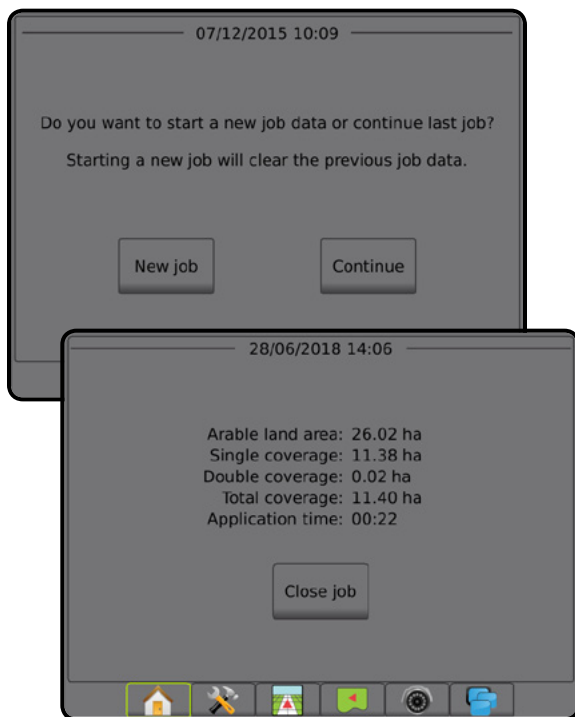 07/12/2015 10:09
Do you want to start a new job data or continue last job?
Starting a new job will clear the previous job data.
New job
Continue
28/06/2018 14:06
Arable land area: 26.02 ha
Single coverage: 11.38 ha
Double coverage: 0.02 ha
Total coverage: 11.40 ha
Application time: 00:22
Close job